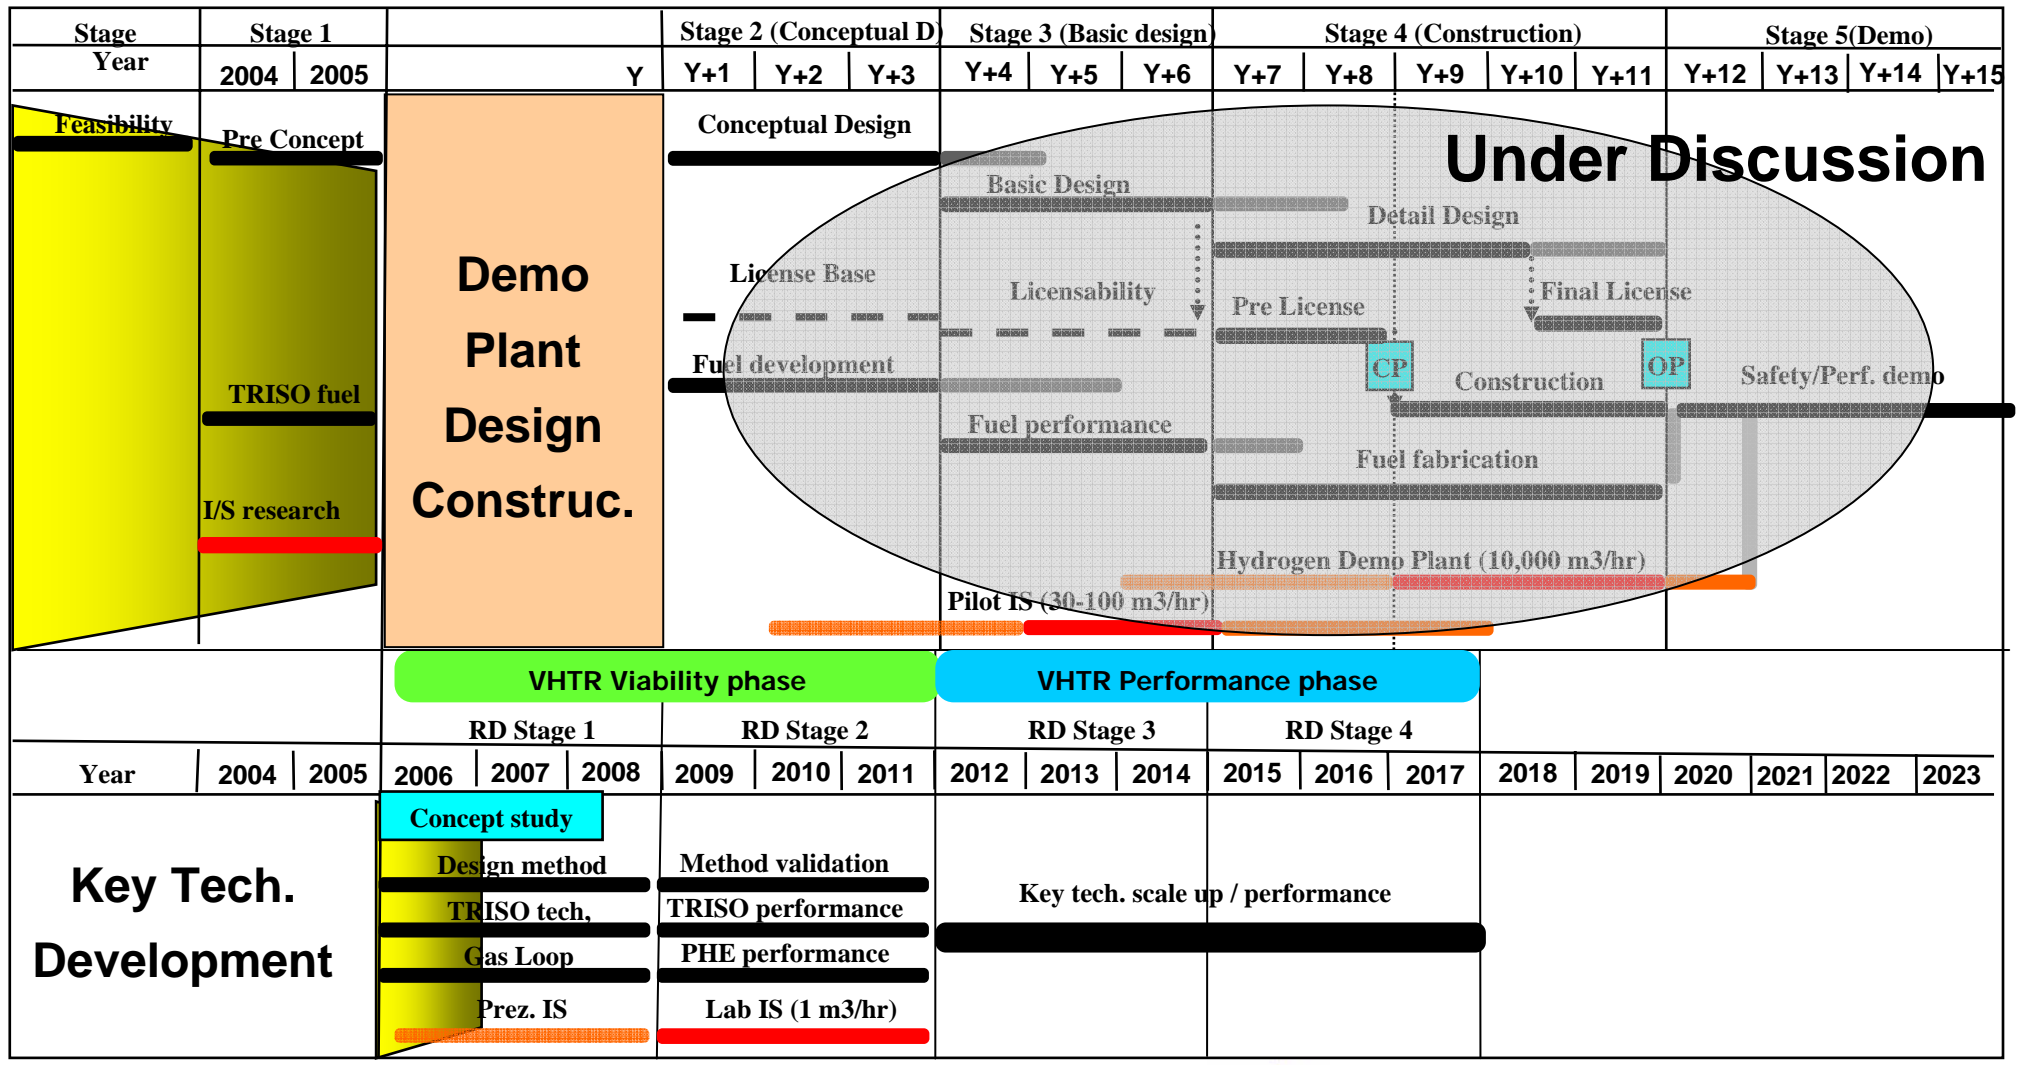 Stage Stage 1 Stage 2 (Conceptual D) Stage 3 (Basic design) Stage 4 (Construction) Stage 5(Demo)
Year 2004 2005 Y Y+1 Y+2 Y+3 Y+4 Y+5 Y+6 Y+7 Y+8 Y+9 Y+10 Y+11 Y+12 Y+13 Y+14 Y+15
Feasibility Pre Concept Conceptual Design
Under Discussion
Basic Design
Detail Design
Demo
Plant
Design
Construc.
License Base Licensability Pre License Final License
Fuel development CP Construction OP Safety/Perf. demo
TRISO fuel
Fuel performance
Fuel fabrication
I/S research
Hydrogen Demo Plant (10,000 m3/hr)
Pilot IS (30-100 m3/hr)
VHTR Viability phase VHTR Performance phase
RD Stage 1 RD Stage 2 RD Stage 3 RD Stage 4
Year 2004 2005 2006 2007 2008 2009 2010 2011 2012 2013 2014 2015 2016 2017 2018 2019 2020 2021 2022 2023
Key Tech.
Development
Concept study
Design method Method validation
Key tech. scale up / performance
TRISO tech, TRISO performance
Gas Loop PHE performance
Prez. IS Lab IS (1 m3/hr)